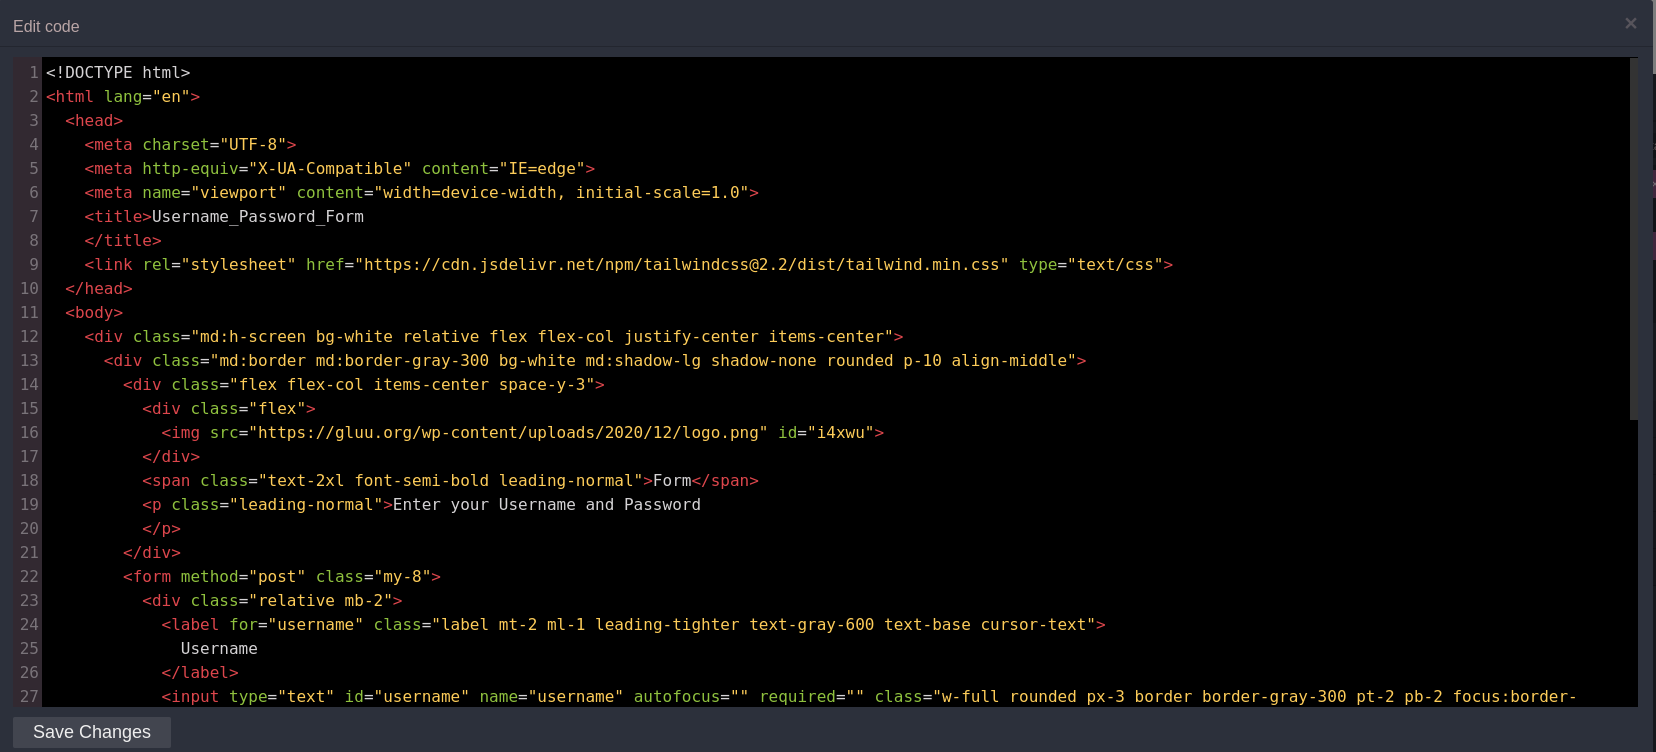 Edit code
×
1 <!DOCTYPE html>
2 <html lang="en">
3   <head>
4     <meta charset="UTF-8">
5     <meta http-equiv="X-UA-Compatible" content="IE=edge">
6     <meta name="viewport" content="width=device-width, initial-scale=1.0">
7     <title>Username_Password_Form
8     </title>
9     <link rel="stylesheet" href="https://cdn.jsdelivr.net/npm/tailwindcss@2.2/dist/tailwind.min.css" type="text/css">
10   </head>
11   <body>
12     <div class="md:h-screen bg-white relative flex flex-col justify-center items-center">
13       <div class="md:border md:border-gray-300 bg-white md:shadow-lg shadow-none rounded p-10 align-middle">
14         <div class="flex flex-col items-center space-y-3">
15           <div class="flex">
16             <img src="https://gluu.org/wp-content/uploads/2020/12/logo.png" id="i4xwu">
17           </div>
18           <span class="text-2xl font-semi-bold leading-normal">Form</span>
19           <p class="leading-normal">Enter your Username and Password
20           </p>
21         </div>
22         <form method="post" class="my-8">
23           <div class="relative mb-2">
24             <label for="username" class="label mt-2 ml-1 leading-tighter text-gray-600 text-base cursor-text">
25               Username
26             </label>
27             <input type="text" id="username" name="username" autofocus="" required="" class="w-full rounded px-3 border border-gray-300 pt-2 pb-2 focus:border-
Save Changes